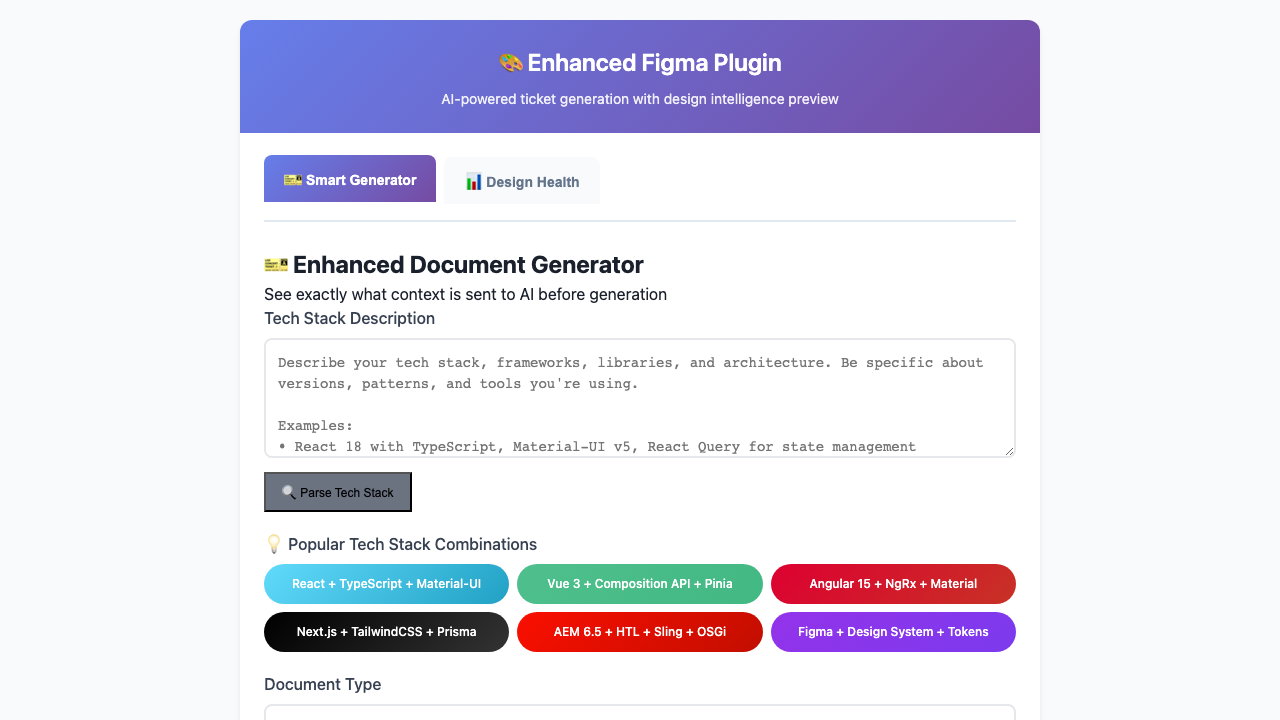 🎨 Enhanced Figma Plugin
AI-powered ticket generation with design intelligence preview
🎫 Smart Generator
📊 Design Health
🎫 Enhanced Document Generator
See exactly what context is sent to AI before generation
Tech Stack Description
Describe your tech stack, frameworks, libraries, and architecture. Be specific about
versions, patterns, and tools you're using.
Examples:
• React 18 with TypeScript, Material-UI v5, React Query for state management
🔍 Parse Tech Stack
💡 Popular Tech Stack Combinations
React + TypeScript + Material-UI
Vue 3 + Composition API + Pinia
Angular 15 + NgRx + Material
Next.js + TailwindCSS + Prisma
AEM 6.5 + HTL + Sling + OSGi
Figma + Design System + Tokens
Document Type